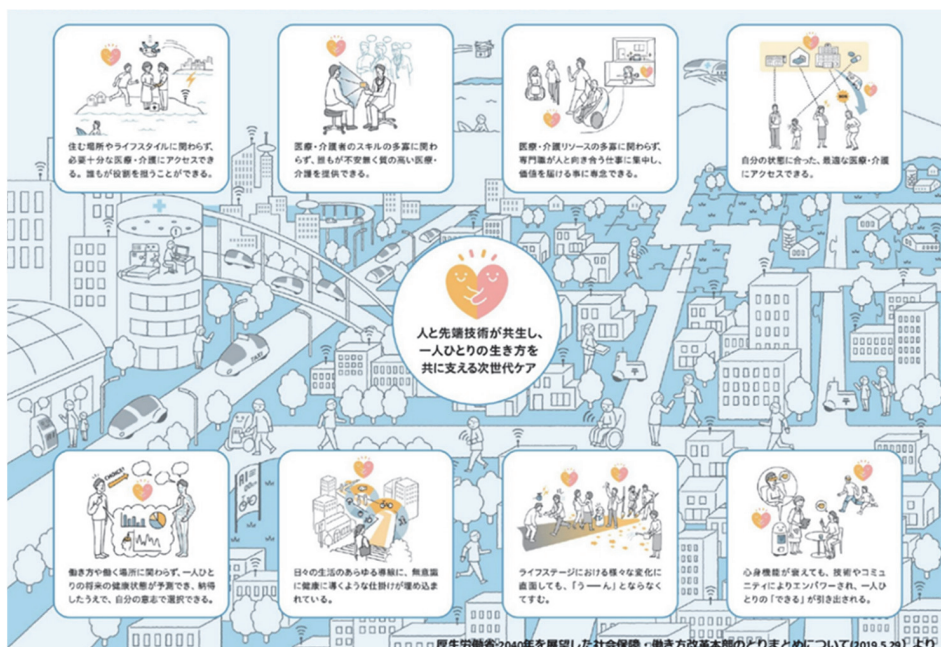 住む場所やライフスタイルに関わらず、
必要十分な医療・介護にアクセスでき
る。誰もが役割を担うことができる。
医療・介護者のスキルの多寡に関わ
らず、誰もが不安無く質の高い医療・
介護を提供できる。
医療・介護リソースの多寡に関わらず、
専門職が人と向き合う仕事に集中し、
価値を届ける事に専念できる。
自分の状態に合った、最適な医療・介護
にアクセスできる。
人と先端技術が共生し、
一人ひとりの生き方を
共に支える次世代ケア
TAXI
CHOICE!
AI
働き方や働く場所に関わらず、一人ひと
りの将来の健康状態が予測でき、納得
したうえで、自分の意志で選択できる。
日々の生活のあらゆる導線に、無意識
に健康に導くような仕掛けが埋め込ま
れている。
ライフステージにおける様々な変化に
直面しても、「うーーん」とならなく
てすむ。
心身機能が衰えても、技術やコミュ
ニティによりエンパワーされ、一人ひ
とりの「できる」が引き出される。
厚生労働省:2040年を展望した社会保障・働き方改革本部のとりまとめについて(2019.5.29)より